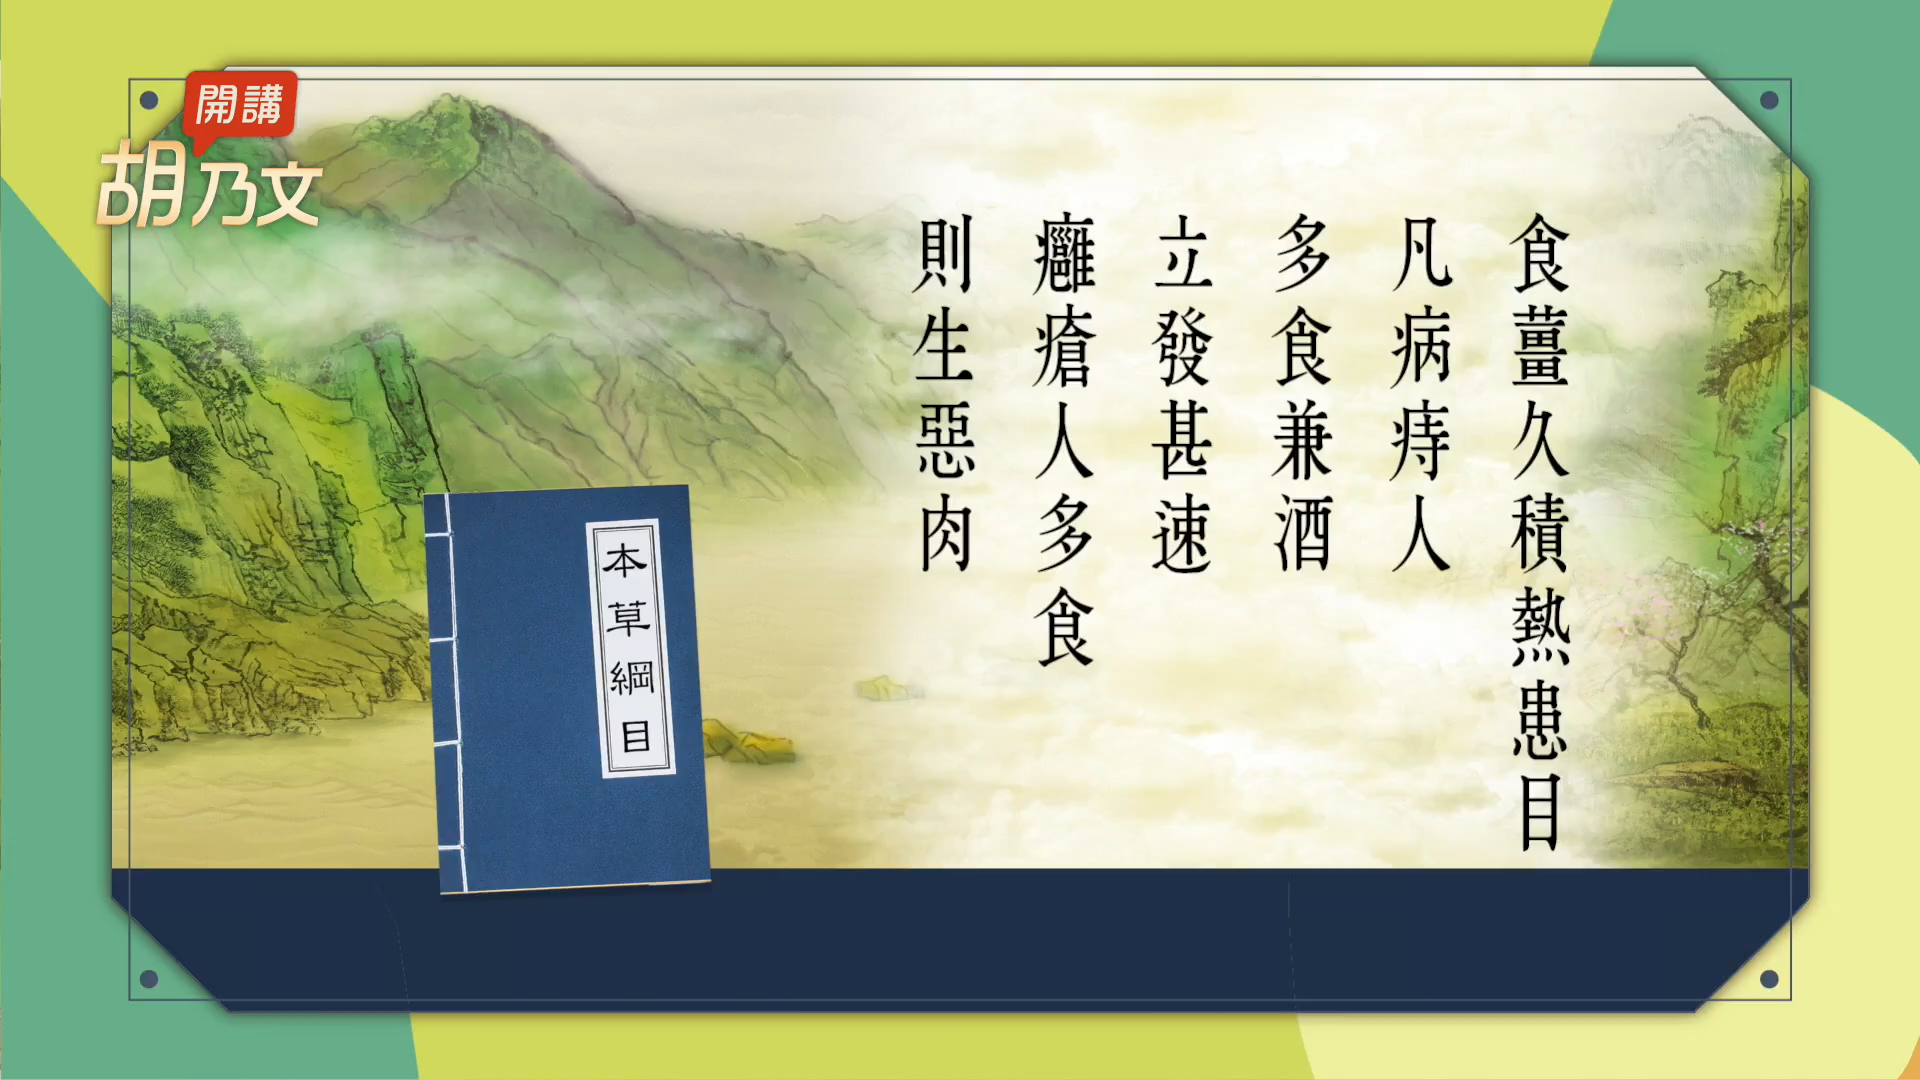 開講
胡乃文
食薑久積熱患目
凡病痔人
多食兼酒
立發甚速
癰瘡人多食
則生惡肉
本草綱目